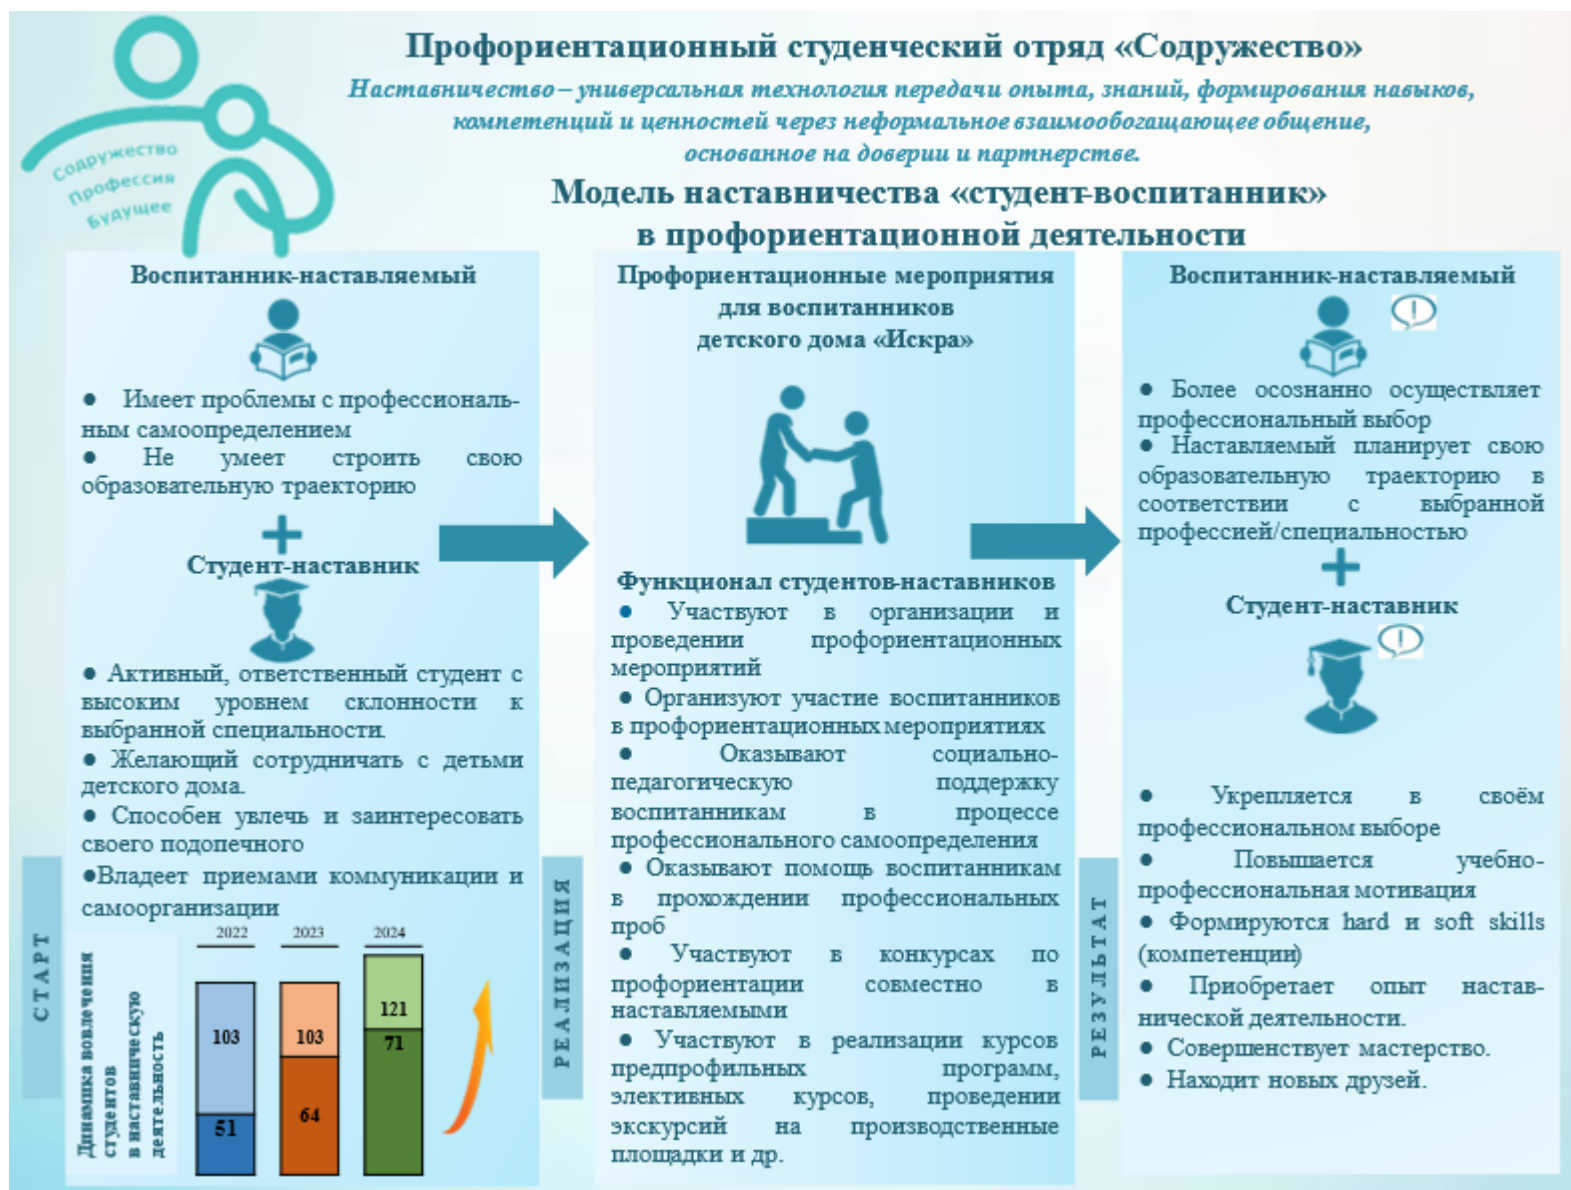 Профориентационный студенческий отряд «Содружество»
Наставничество – универсальная технология передачи опыта, знаний, формирования навыков,
компетенций и ценностей через неформальное взаимообогащающее общение,
основанное на доверии и партнерстве.
Содружество
Профессия
Будущее
Модель наставничества «студент-воспитанник»
в профориентационной деятельности
Воспитанник-наставляемый
● Имеет проблемы с профессиональ-
ным самоопределением
● Не умеет строить свою
образовательную траекторию
Студент-наставник
● Активный, ответственный студент с
высоким уровнем склонности к
выбранной специальности.
● Желающий сотрудничать с детьми
детского дома.
● Способен увлечь и заинтересовать
своего подопечного
●Владеет приемами коммуникации и
самоорганизации
СТАРТ
Динамика вовлечения
студентов
в наставническую
деятельность
2022
2023
2024
103
51
103
64
121
71
Профориентационные мероприятия
для воспитанников
детского дома «Искра»
Функционал студентов-наставников
● Участвуют в организации и
проведении профориентационных
мероприятий
● Организуют участие воспитанников
в профориентационных мероприятиях
● Оказывают социально-
педагогическую поддержку
воспитанникам в процессе
профессионального самоопределения
● Оказывают помощь воспитанникам
в прохождении профессиональных
проб
● Участвуют в конкурсах по
профориентации совместно в
наставляемыми
● Участвуют в реализации курсов
предпрофильных программ,
элективных курсов, проведении
экскурсий на производственные
площадки и др.
РЕАЛИЗАЦИЯ
Воспитанник-наставляемый
● Более осознанно осуществляет
профессиональный выбор
● Наставляемый планирует свою
образовательную траекторию в
соответствии с выбранной
профессией/специальностью
Студент-наставник
● Укрепляется в своём
профессиональном выборе
● Повышается учебно-
профессиональная мотивация
● Формируются hard и soft skills
(компетенции)
● Приобретает опыт настав-
нической деятельности.
● Совершенствует мастерство.
● Находит новых друзей.
РЕЗУЛЬТАТ